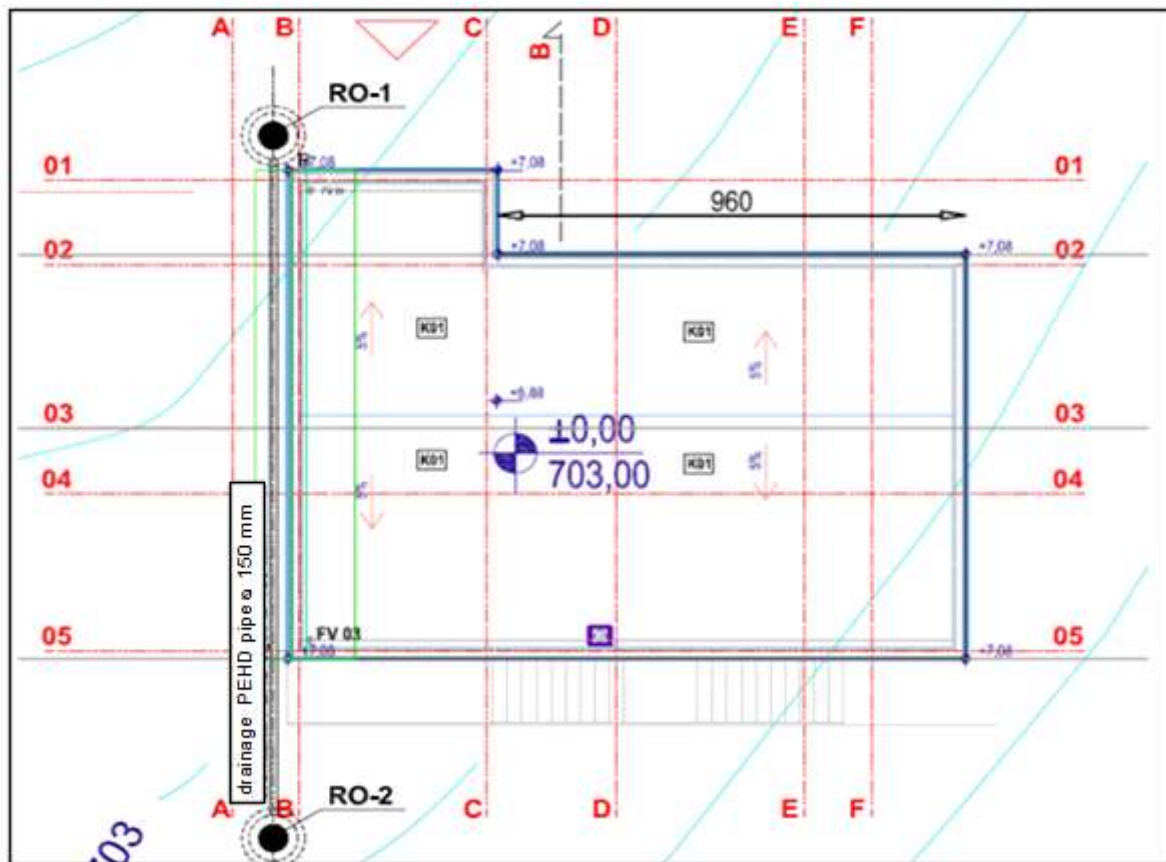 A B C D E F
B
RO-1
+7,08 +7,08
01 01
960
02 +7,08 +7,08 02
K01 K01
5% 5%
03 03
±0,00
703,00
K01 K01
04 5% 5% 04
drainage PEHD pipe ø 150 mm
05 FV 03 05
+7,08 +7,08
A B C D E F
RO-2
703